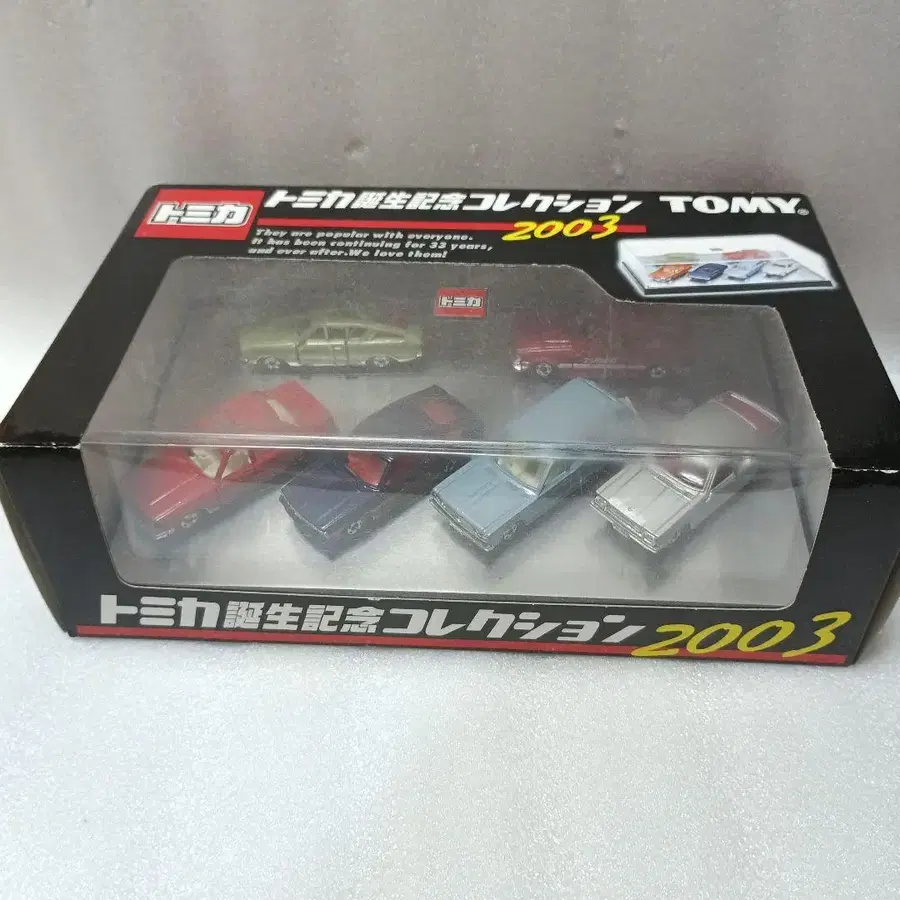 トミカ
トミカ誕生記念コレクション
2003
TOMY®
They are popular with everyone.
It has been continuing for 33 years,
and ever after.We love them!
トミカ
トミカ誕生記念コレクション 2003